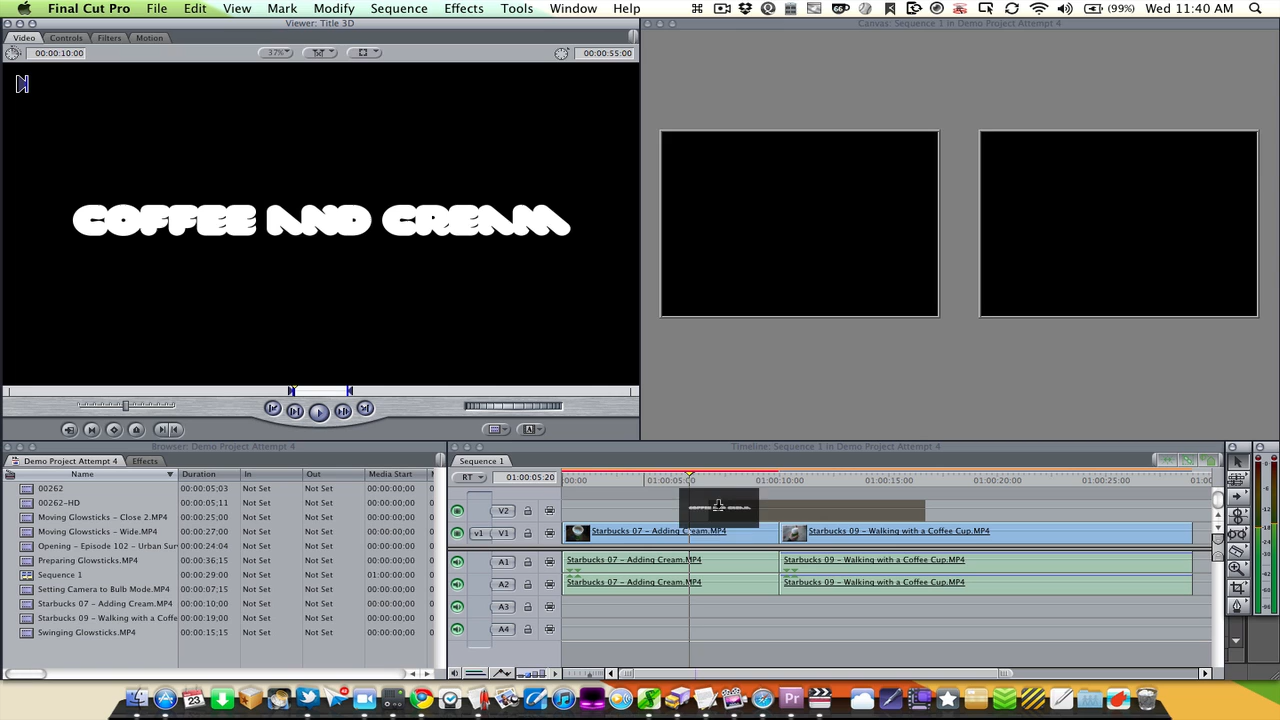 Final Cut Pro File Edit View Mark Modify Sequence Effects Tools Window Help (99%) Wed 11:40 AM
Viewer: Title 3D
Canvas: Sequence 1 in Demo Project Attempt 4
Video Controls Filters Motion
00:00:10:00 37% 00:00:55:00
COFFEE AND CREAM
Browser: Demo Project Attempt 4
Demo Project Attempt 4 Effects
Name Duration In Out Media Start
00262 00:00:05;03 Not Set Not Set 00:00:00;00
00262-HD 00:00:05;11 Not Set Not Set 00:00:00;00
Moving Glowsticks - Close 2.MP4 00:00:25;00 Not Set Not Set 00:00:00;00
Moving Glowsticks - Wide.MP4 00:00:27;00 Not Set Not Set 00:00:00;00
Opening - Episode 102 - Urban Sur 00:00:24:04 Not Set Not Set 00:00:00:00
Preparing Glowsticks.MP4 00:00:36;15 Not Set Not Set 00:00:00;00
Sequence 1 00:00:29:00 Not Set Not Set 01:00:00:00
Setting Camera to Bulb Mode.MP4 00:00:07;15 Not Set Not Set 00:00:00;00
Starbucks 07 - Adding Cream.MP4 00:00:10;00 Not Set Not Set 00:00:00;00
Starbucks 09 - Walking with a Coffe 00:00:19;00 Not Set Not Set 00:00:00;00
Swinging Glowsticks.MP4 00:00:15;15 Not Set Not Set 00:00:00;00
Timeline: Sequence 1 in Demo Project Attempt 4
Sequence 1
RT 01:00:05:20 00:00 01:00:05:00 01:00:10:00 01:00:15:00 01:00:20:00 01:00:25:00 01:00
V2
v1 V1 Starbucks 07 - Adding Cream.MP4 Starbucks 09 - Walking with a Coffee Cup.MP4
A1 Starbucks 07 - Adding Cream.MP4 Starbucks 09 - Walking with a Coffee Cup.MP4
A2 Starbucks 07 - Adding Cream.MP4 Starbucks 09 - Walking with a Coffee Cup.MP4
A3
A4